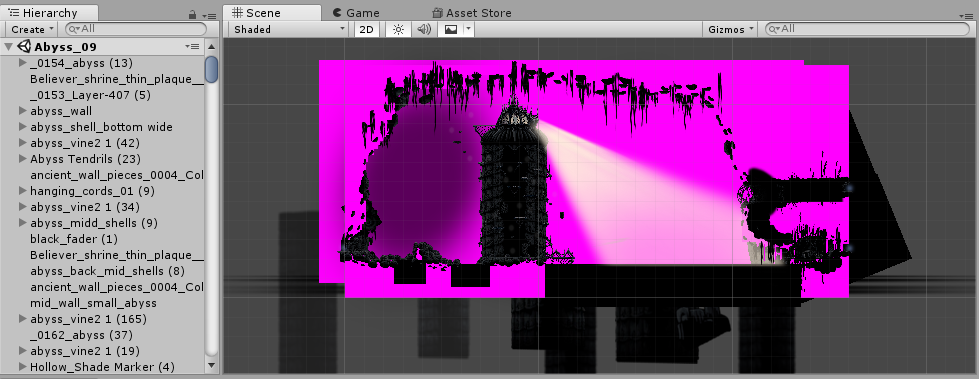 Hierarchy
Scene
Game
Asset Store
Create
All
Shaded
2D
Gizmos
All
Abyss_09
_0154_abyss (13)
Believer_shrine_thin_plaque__
_0153_Layer-407 (5)
abyss_wall
abyss_shell_bottom wide
abyss_vine2 1 (42)
Abyss Tendrils (23)
ancient_wall_pieces_0004_Col
hanging_cords_01 (9)
abyss_vine2 1 (34)
abyss_midd_shells (9)
black_fader (1)
Believer_shrine_thin_plaque__
abyss_back_mid_shells (8)
ancient_wall_pieces_0004_Col
mid_wall_small_abyss
abyss_vine2 1 (165)
_0162_abyss (37)
abyss_vine2 1 (19)
Hollow_Shade Marker (4)